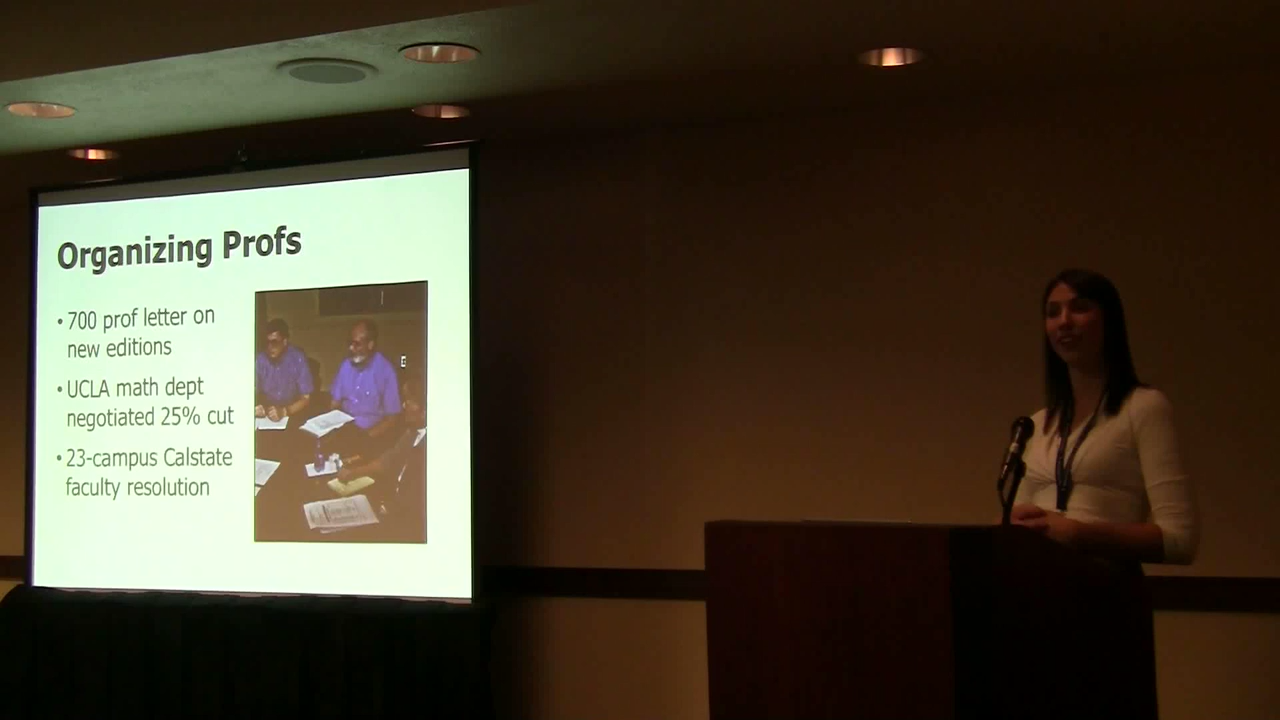 Organizing Profs
• 700 prof letter on
new editions
• UCLA math dept
negotiated 25% cut
• 23-campus Calstate
faculty resolution